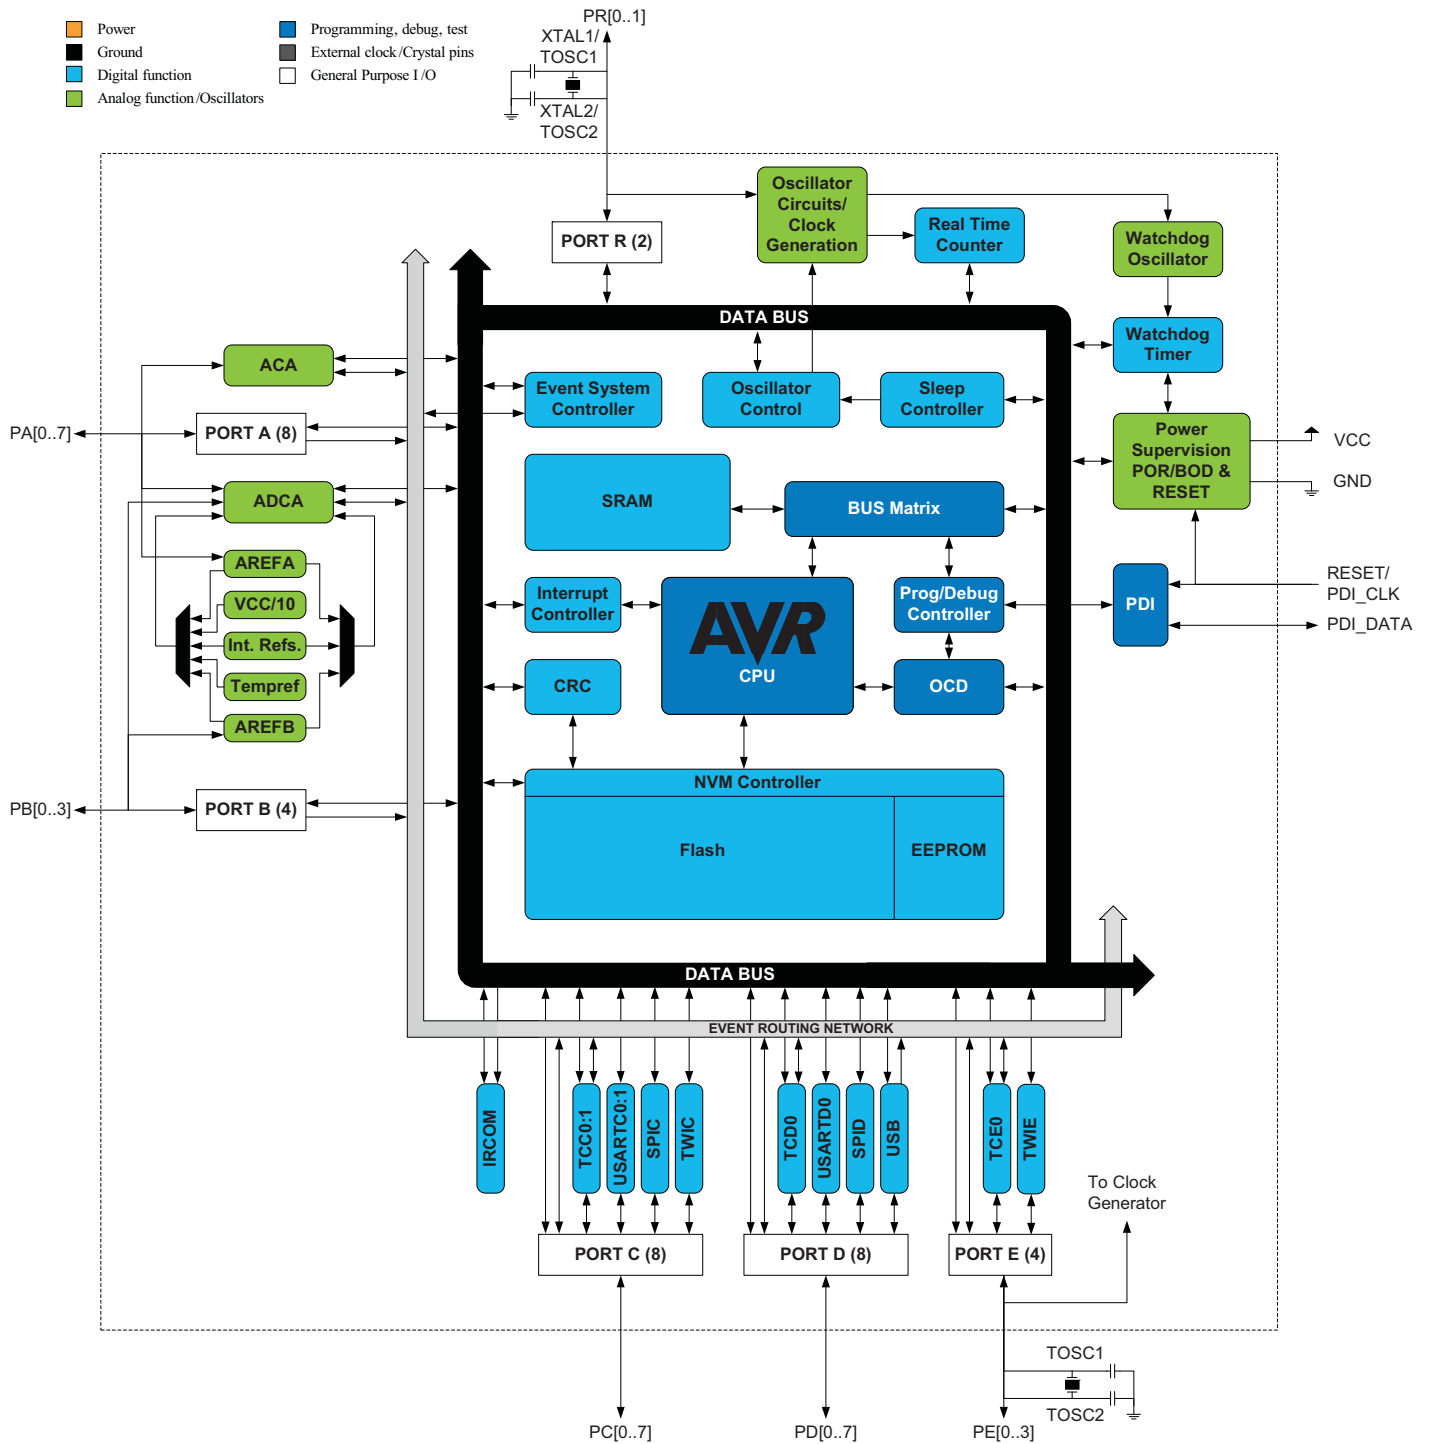 Power
Ground
Digital function
Analog function/Oscillators
Programming, debug, test
External clock/Crystal pins
General Purpose I/O
PR[0..1]
XTAL1/
TOSC1
XTAL2/
TOSC2
Oscillator
Circuits/
Clock
Generation
PORT R (2)
Real Time
Counter
Watchdog
Oscillator
DATA BUS
Watchdog
Timer
ACA
Event System
Controller
Oscillator
Control
Sleep
Controller
PA[0..7]
PORT A (8)
Power
Supervision
POR/BOD &
RESET
VCC
GND
ADCA
SRAM
BUS Matrix
AREFA
VCC/10
Int. Refs.
Tempref
AREFB
Interrupt
Controller
AVR
CPU
Prog/Debug
Controller
PDI
RESET/
PDI_CLK
PDI_DATA
CRC
OCD
NVM Controller
Flash
EEPROM
PB[0..3]
PORT B (4)
DATA BUS
EVENT ROUTING NETWORK
IRCOM
TCC0:1
USARTC0:1
SPIC
TWIC
TCD0
USARTD0
SPID
USB
TCE0
TWIE
To Clock
Generator
PORT C (8)
PORT D (8)
PORT E (4)
TOSC1
TOSC2
PC[0..7]
PD[0..7]
PE[0..3]